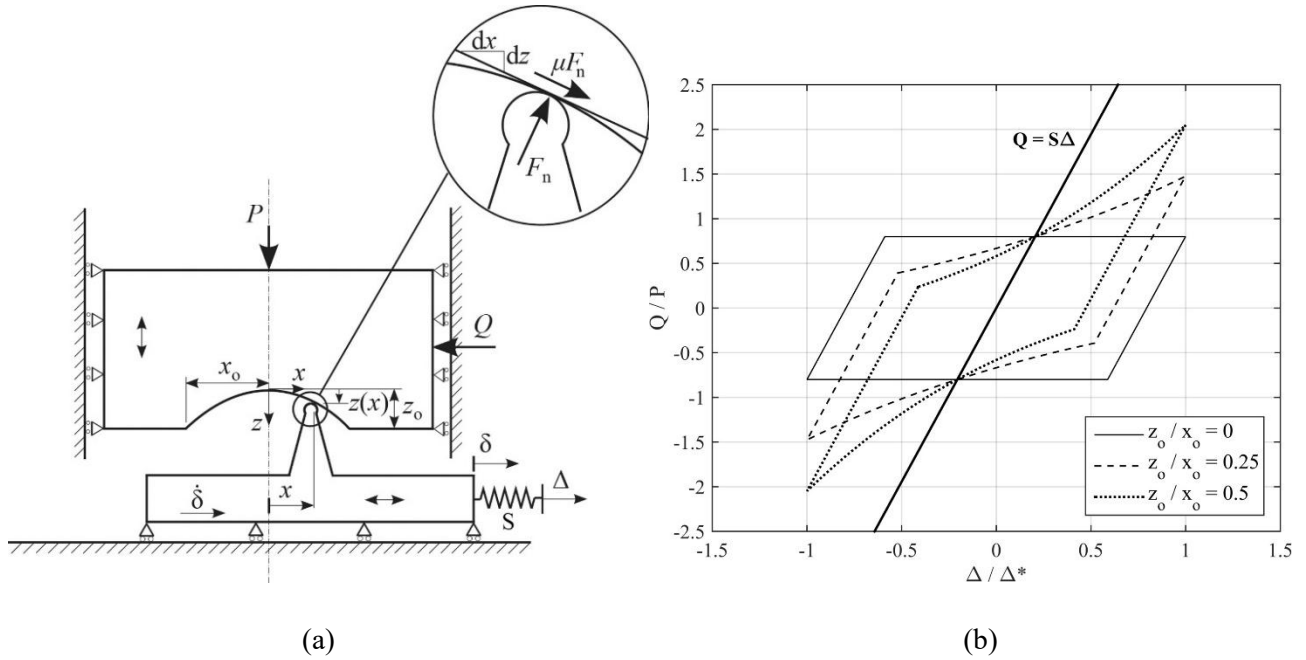 dx
dz
μFn
Fn
P
Q
xo
x
z(x)
zo
z
δ
δ̇
x
Δ
S
(a)
Q = SΔ
Q / P
2.5
2
1.5
1
0.5
0
-0.5
-1
-1.5
-2
-2.5
-1.5 -1 -0.5 0 0.5 1 1.5
Δ / Δ*
zo / xo = 0
zo / xo = 0.25
zo / xo = 0.5
(b)